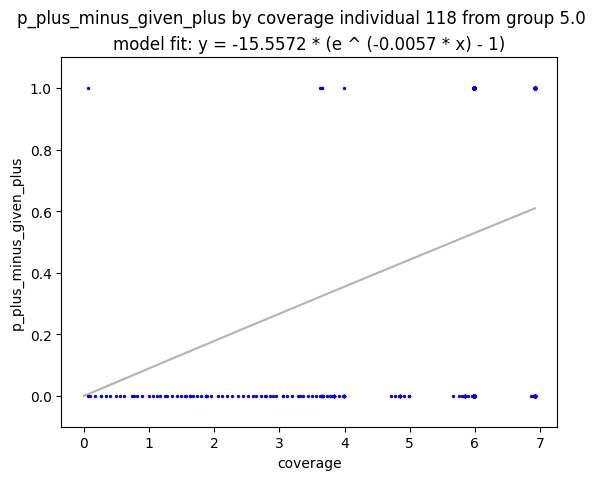 p_plus_minus_given_plus by coverage individual 118 from group 5.0
model fit: y = -15.5572 * (e ^ (-0.0057 * x) - 1)
p_plus_minus_given_plus
1.0
0.8
0.6
0.4
0.2
0.0
0 1 2 3 4 5 6 7
coverage